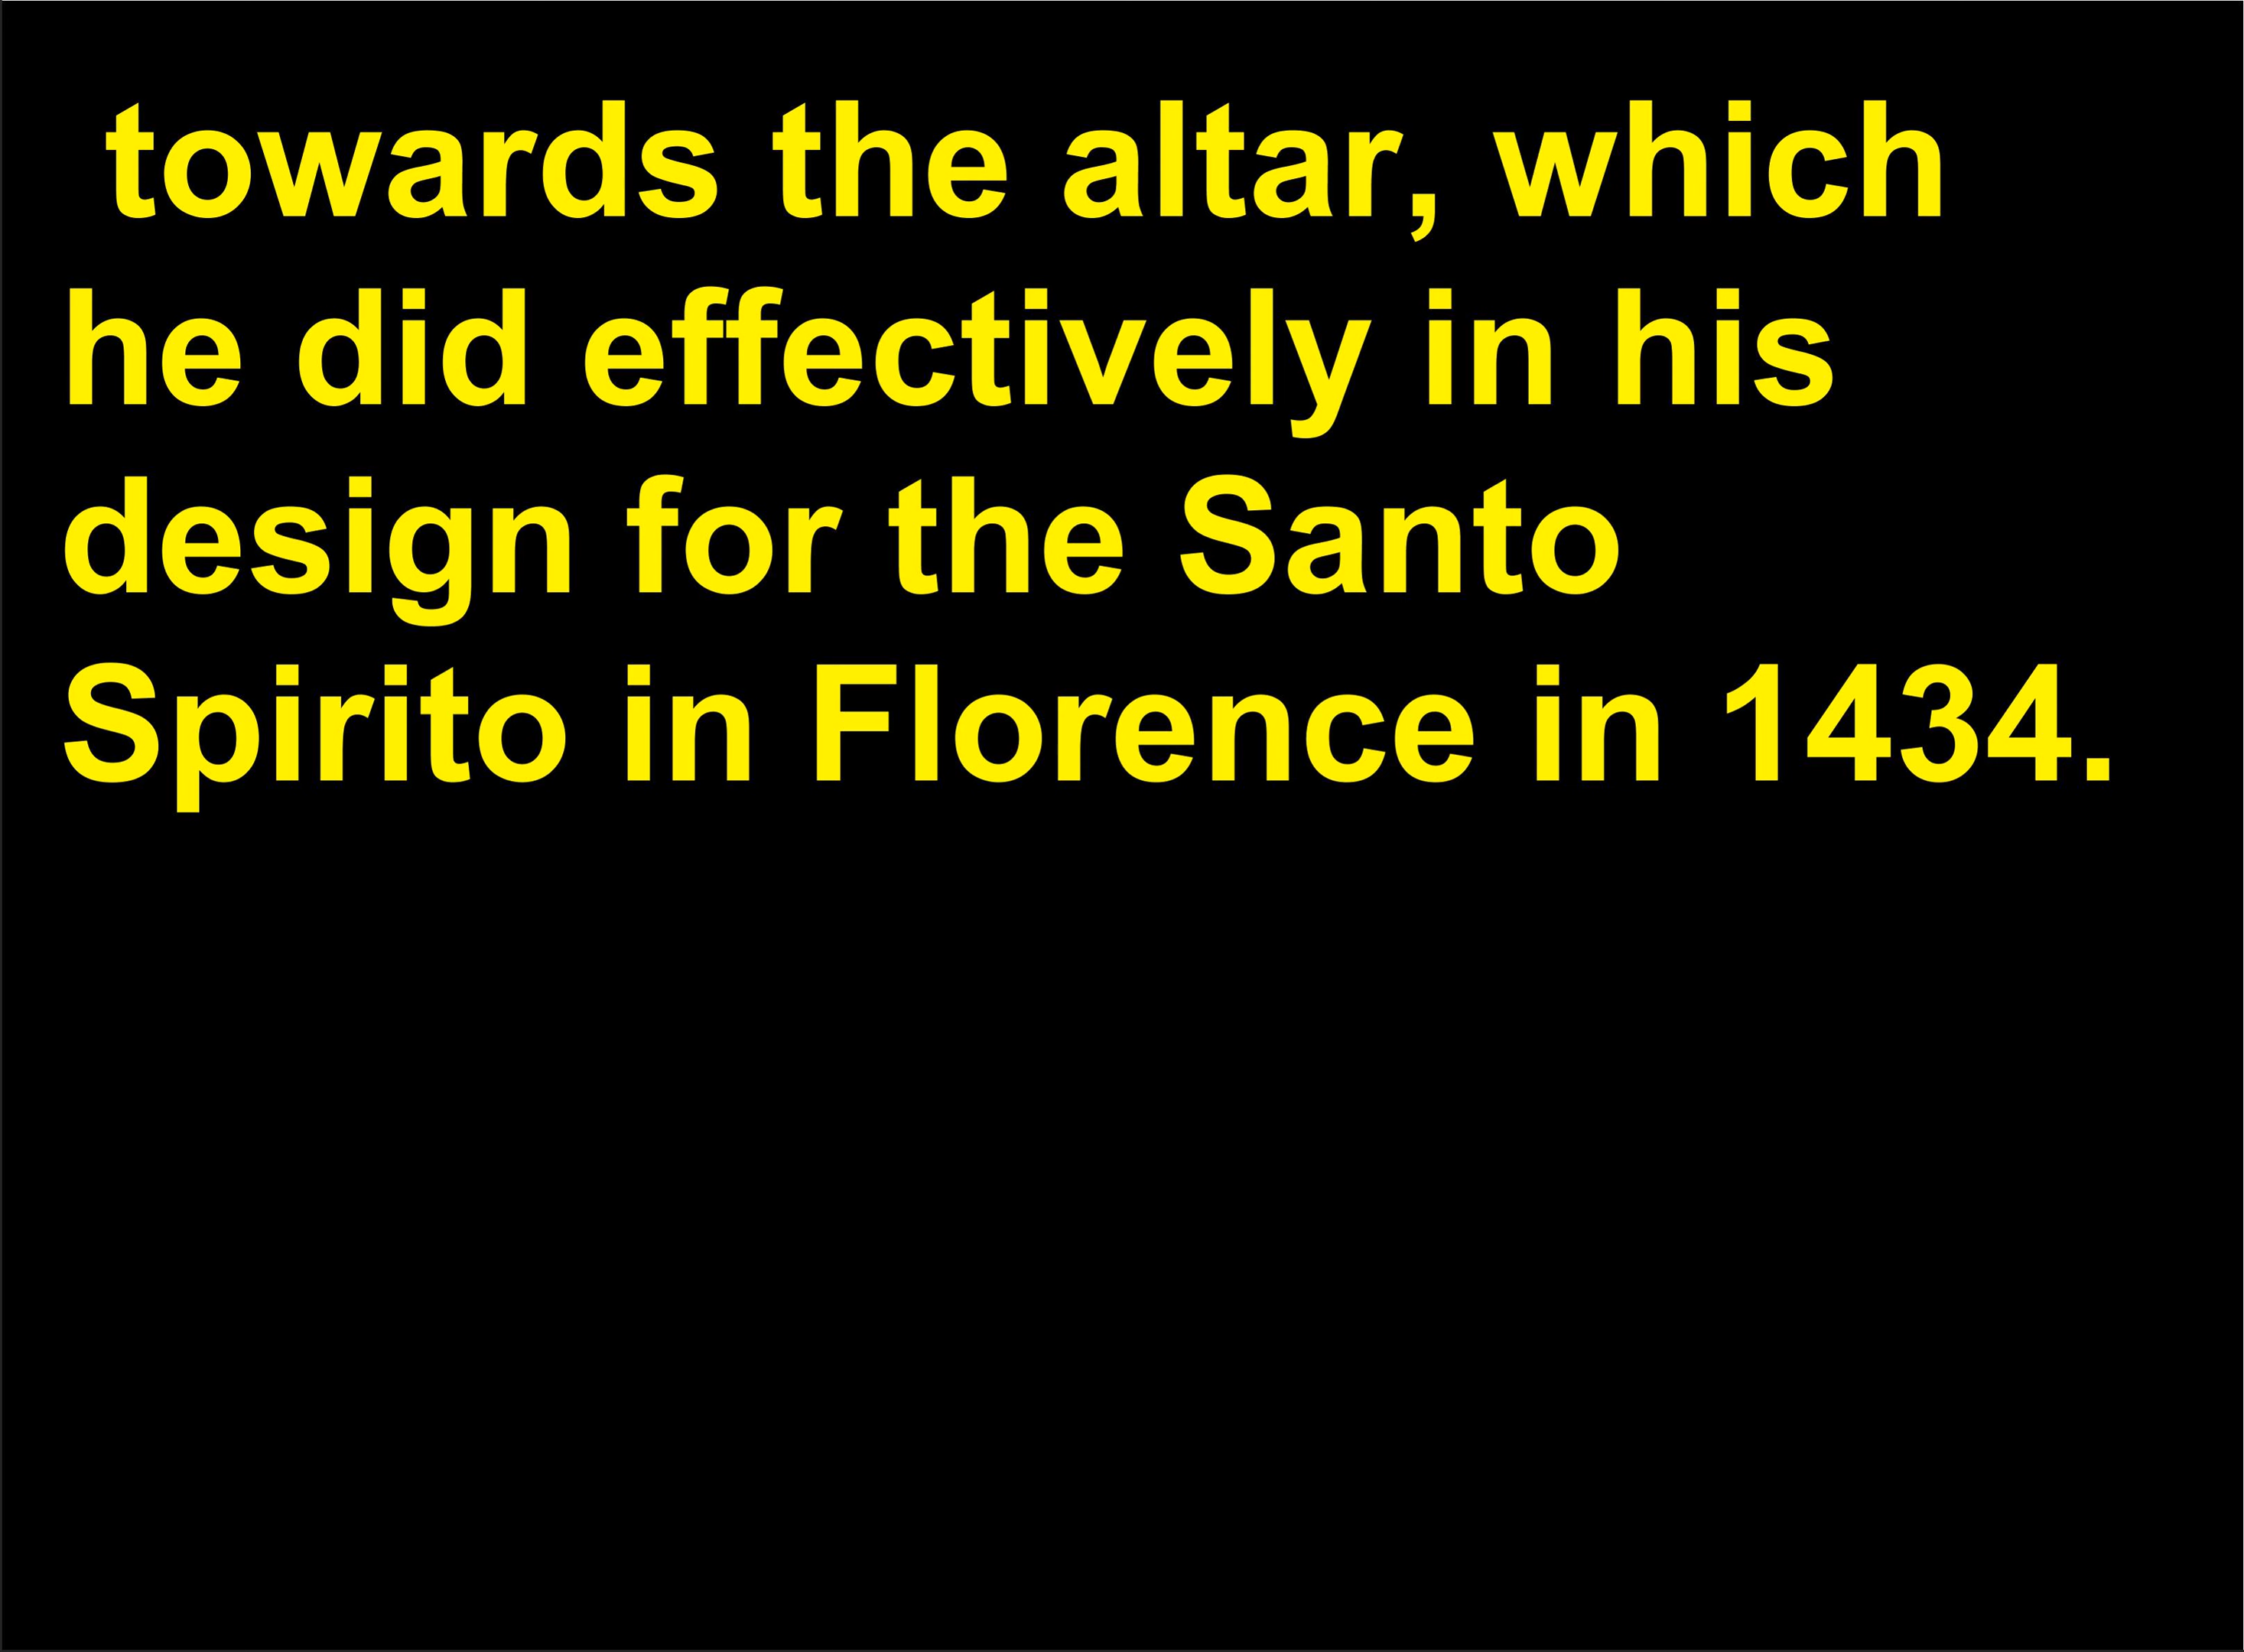 towards the altar, which
he did effectively in his
design for the Santo
Spirito in Florence in 1434.